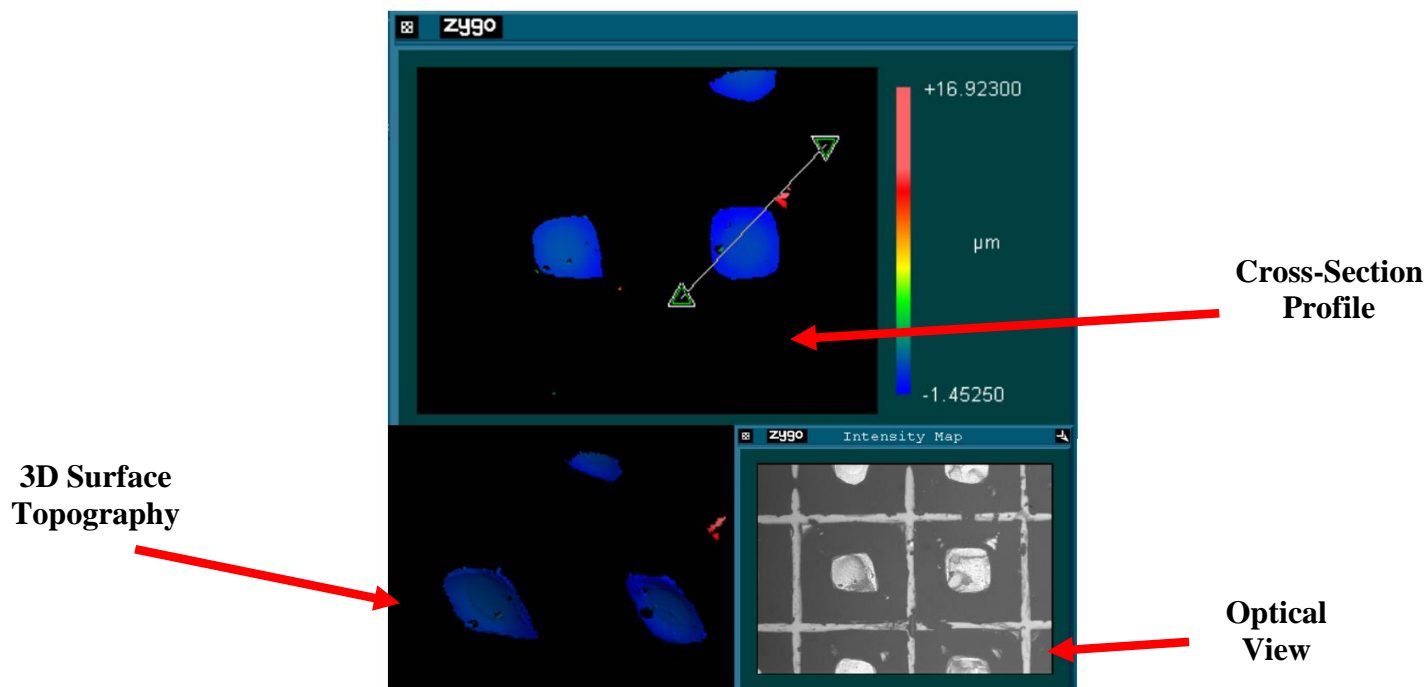 zygo
+16.92300
µm
-1.45250
Cross-Section
Profile
zygo Intensity Map
3D Surface
Topography
Optical
View